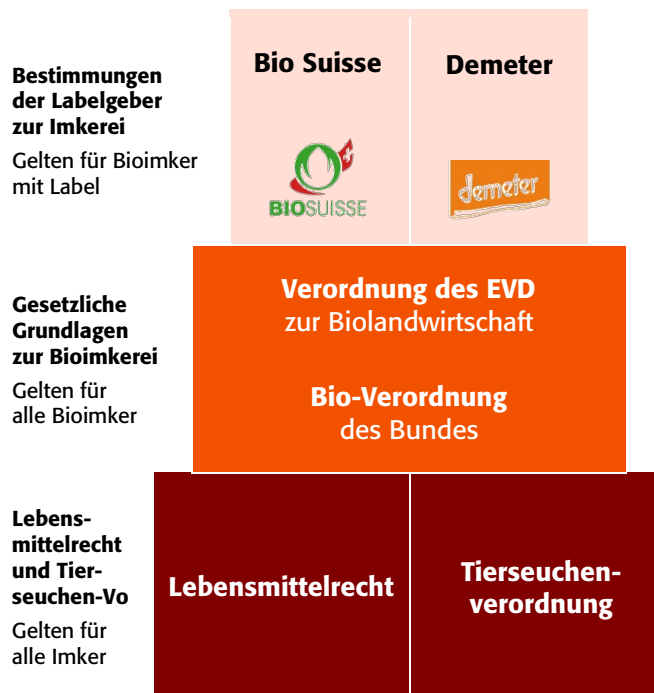 Bestimmungen
der Labelgeber
zur Imkerei
Gelten für Bioimker
mit Label
Bio Suisse
Demeter
BIOSUISSE
demeter
Gesetzliche
Grundlagen
zur Bioimkerei
Gelten für
alle Bioimker
Verordnung des EVD
zur Biolandwirtschaft
Bio-Verordnung
des Bundes
Lebens-
mittelrecht
und Tier-
seuchen-Vo
Gelten für
alle Imker
Lebensmittelrecht
Tierseuchen-
verordnung